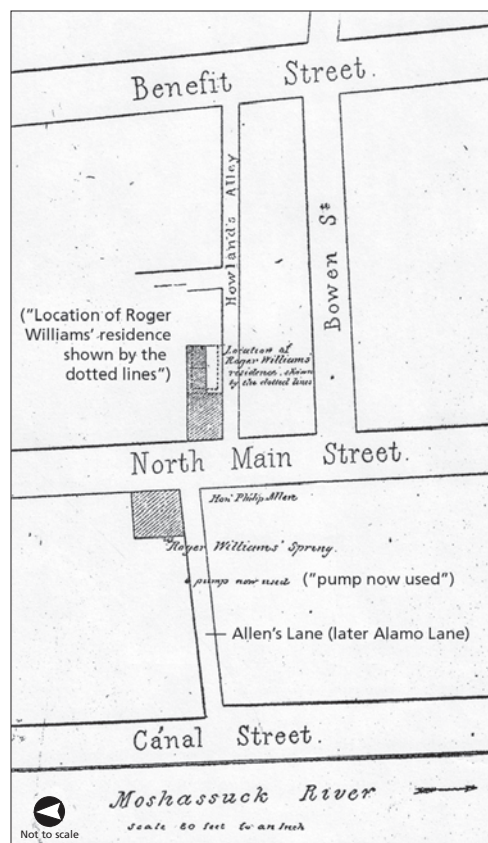 Benefit Street.
Howland's Alley
Bowen St
("Location of Roger
Williams' residence
shown by the
dotted lines")
Location of
Roger Williams'
residence, shown
by the dotted lines
North Main Street.
Hon. Philip Allen
"Roger Williams' Spring.
pump now used ("pump now used")
Allen's Lane (later Alamo Lane)
Canal Street.
Moshassuck River
Scale 80 feet to an Inch
Not to scale